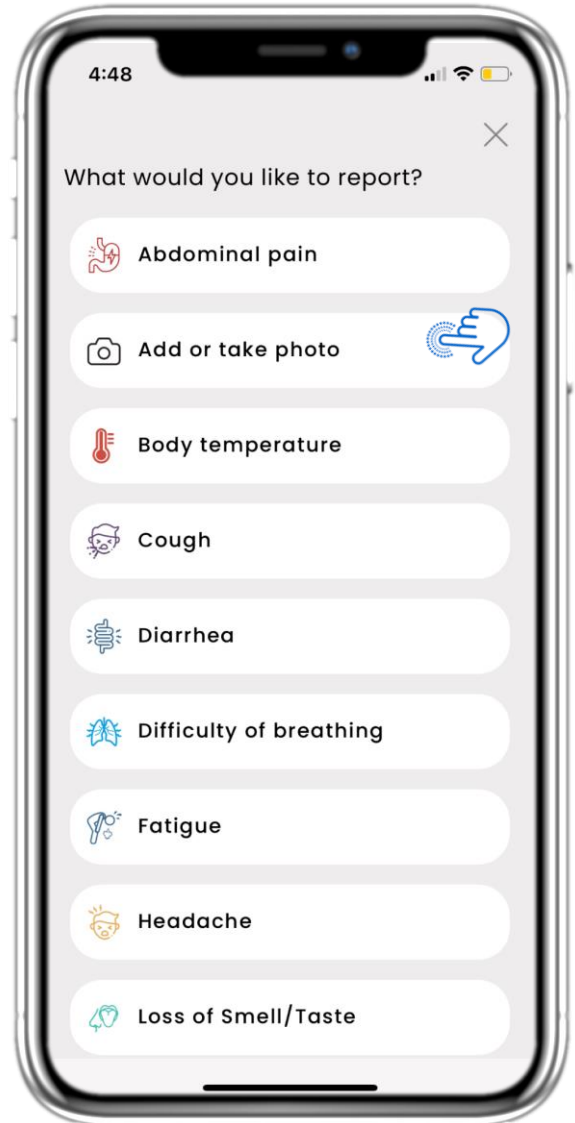 4:48
What would you like to report?
Abdominal pain
Add or take photo
Body temperature
Cough
Diarrhea
Difficulty of breathing
Fatigue
Headache
Loss of Smell/Taste